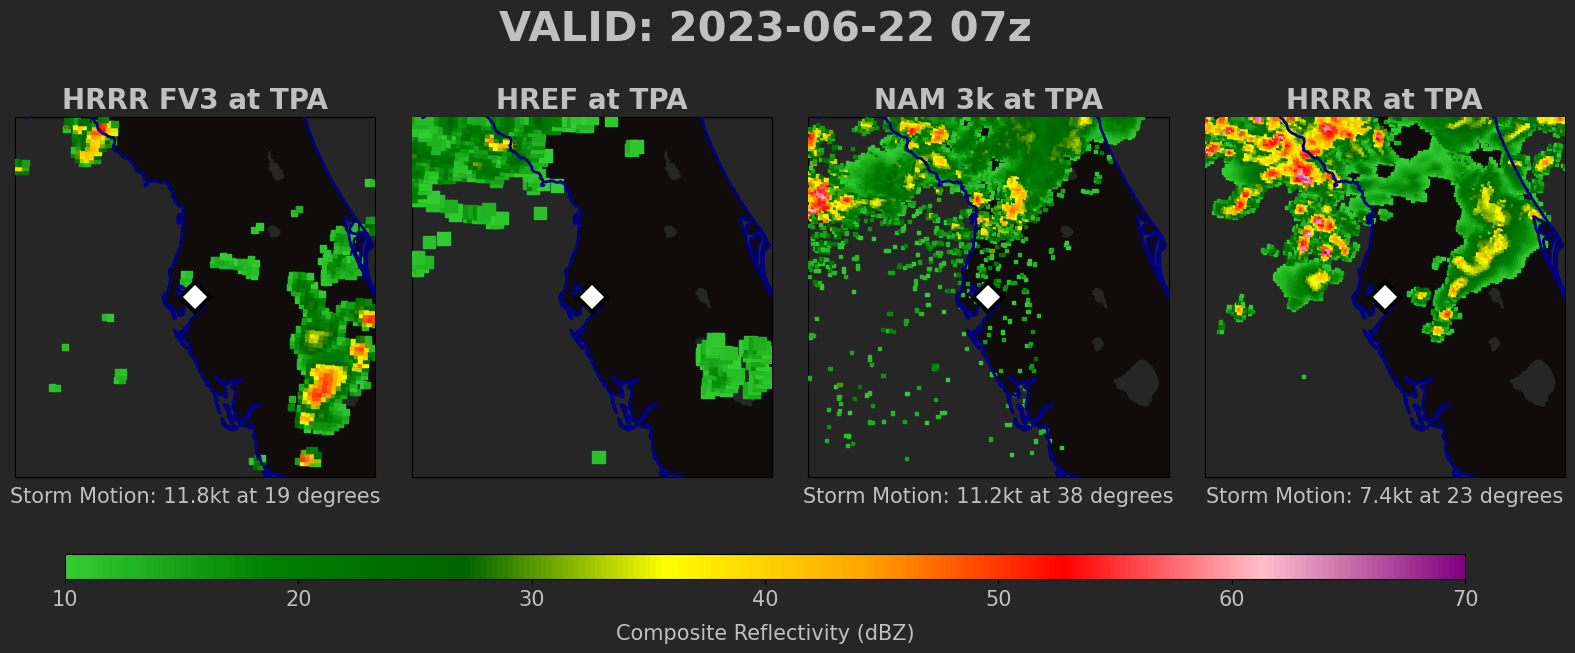 VALID: 2023-06-22 07z
HRRR FV3 at TPA
HREF at TPA
NAM 3k at TPA
HRRR at TPA
Storm Motion: 11.8kt at 19 degrees
Storm Motion: 11.2kt at 38 degrees
Storm Motion: 7.4kt at 23 degrees
10 20 30 40 50 60 70
Composite Reflectivity (dBZ)